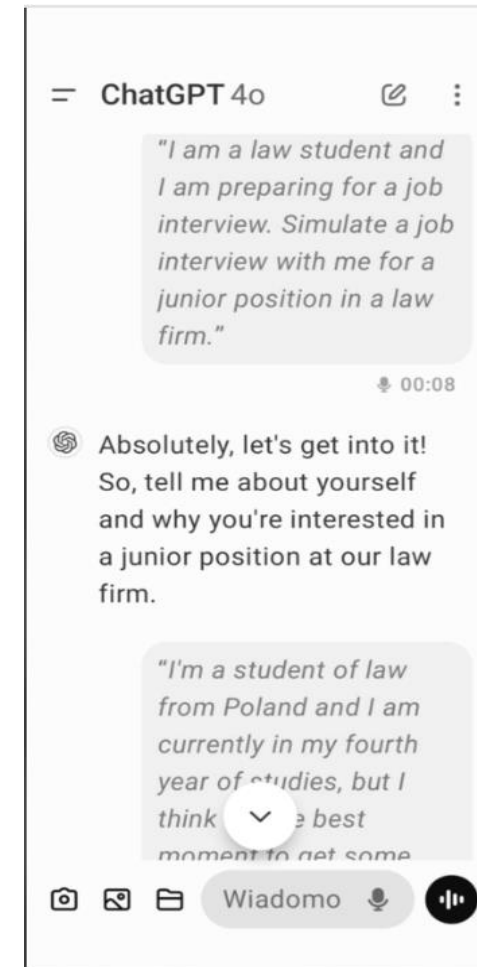 ChatGPT 4o
"I am a law student and
I am preparing for a job
interview. Simulate a job
interview with me for a
junior position in a law
firm."
00:08
Absolutely, let's get into it!
So, tell me about yourself
and why you're interested in
a junior position at our law
firm.
"I'm a student of law
from Poland and I am
currently in my fourth
year of studies, but I
think best
moment to get some
Wiadomo